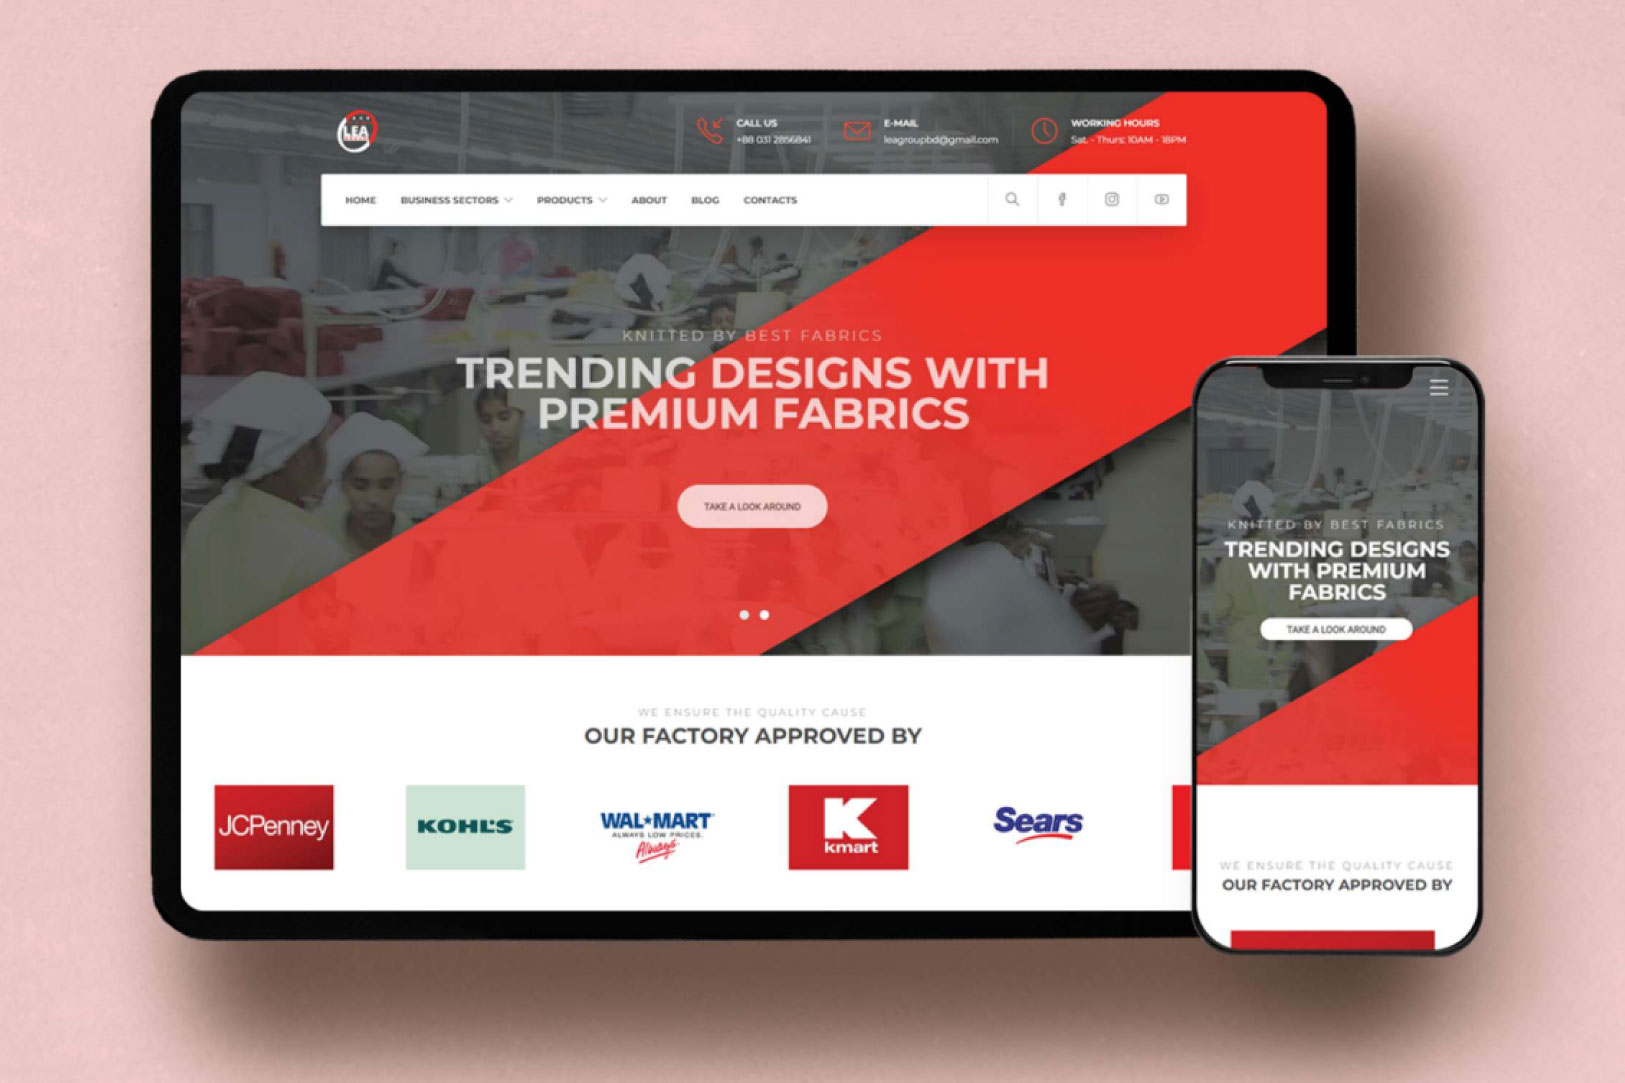 LEA
CALL US
+88 031 2856841
E-MAIL
leagroupbd@gmail.com
WORKING HOURS
Sat. - Thurs: 10AM - 18PM
HOME BUSINESS SECTORS PRODUCTS ABOUT BLOG CONTACTS
KNITTED BY BEST FABRICS
TRENDING DESIGNS WITH
PREMIUM FABRICS
TAKE A LOOK AROUND
WE ENSURE THE QUALITY CAUSE
OUR FACTORY APPROVED BY
JCPenney
KOHL'S
WAL★MART
ALWAYS LOW PRICES.
Always
K
kmart
Sears
KNITTED BY BEST FABRICS
TRENDING DESIGNS
WITH PREMIUM
FABRICS
TAKE A LOOK AROUND
WE ENSURE THE QUALITY CAUSE
OUR FACTORY APPROVED BY